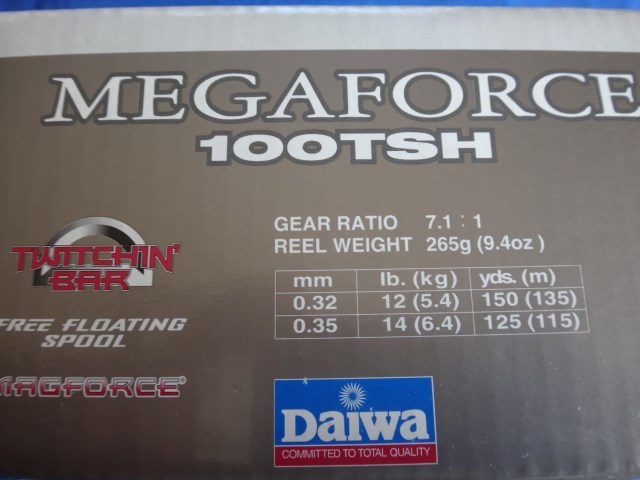 MEGAFORCE
100TSH
GEAR RATIO 7.1 : 1
REEL WEIGHT 265g (9.4oz)
mm lb. (kg) yds. (m)
0.32 12 (5.4) 150 (135)
0.35 14 (6.4) 125 (115)
TWITCHIN'
BAR
FREE FLOATING
SPOOL
MAGFORCE®
Daiwa
COMMITTED TO TOTAL QUALITY